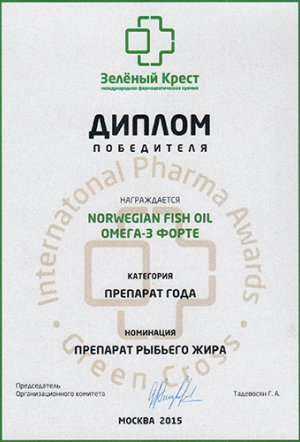 Зелёный Крест
международная фармацевтическая премия
ДИПЛОМ
ПОБЕДИТЕЛЯ
International Pharma Awards
• Green Cross •
НАГРАЖДАЕТСЯ
NORWEGIAN FISH OIL
ОМЕГА-3 ФОРТЕ
КАТЕГОРИЯ
ПРЕПАРАТ ГОДА
НОМИНАЦИЯ
ПРЕПАРАТ РЫБЬЕГО ЖИРА
Председатель
Организационного комитета
Тадевосян Г. А.
МОСКВА 2015